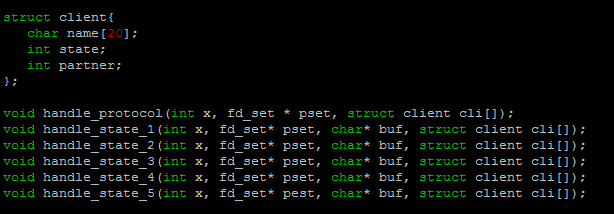 struct client{
char name[20];
int state;
int partner;
};
void handle_protocol(int x, fd_set * pset, struct client cli[]);
void handle_state_1(int x, fd_set* pset, char* buf, struct client cli[]);
void handle_state_2(int x, fd_set* pset, char* buf, struct client cli[]);
void handle_state_3(int x, fd_set* pset, char* buf, struct client cli[]);
void handle_state_4(int x, fd_set* pset, char* buf, struct client cli[]);
void handle_state_5(int x, fd_set* pest, char* buf, struct client cli[]);